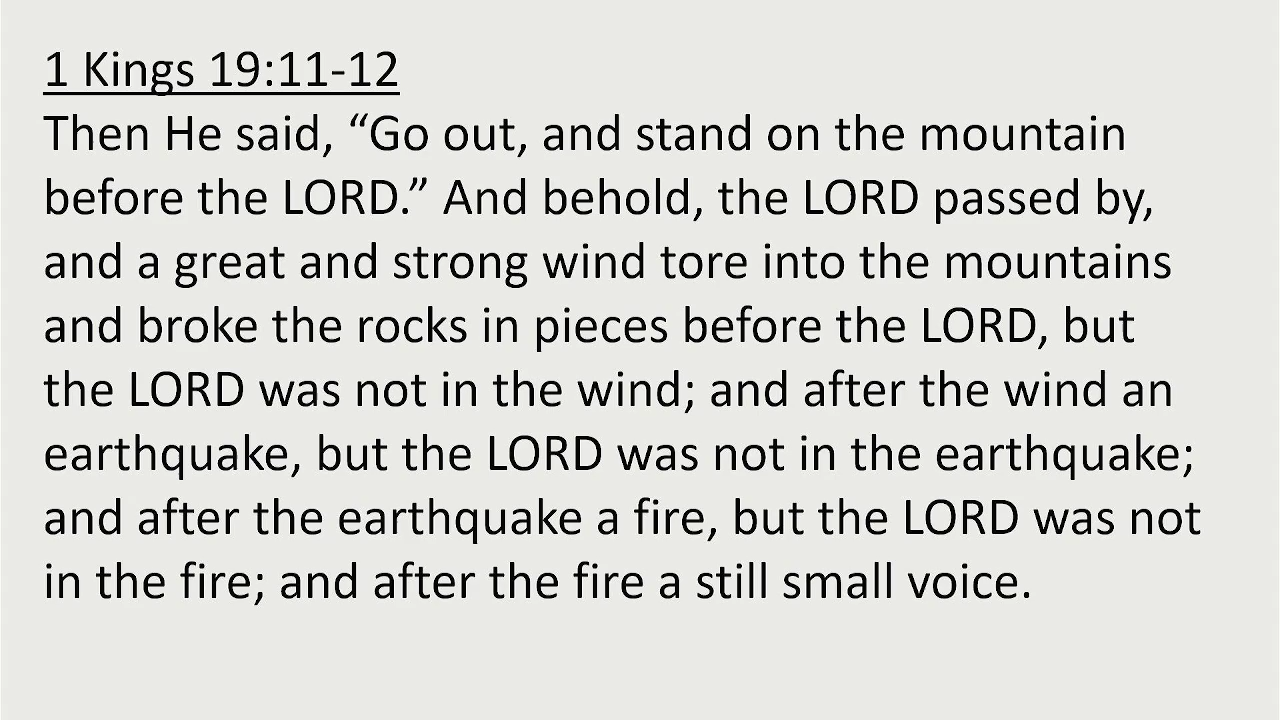 1 Kings 19:11-12
Then He said, “Go out, and stand on the mountain
before the LORD.” And behold, the LORD passed by,
and a great and strong wind tore into the mountains
and broke the rocks in pieces before the LORD, but
the LORD was not in the wind; and after the wind an
earthquake, but the LORD was not in the earthquake;
and after the earthquake a fire, but the LORD was not
in the fire; and after the fire a still small voice.